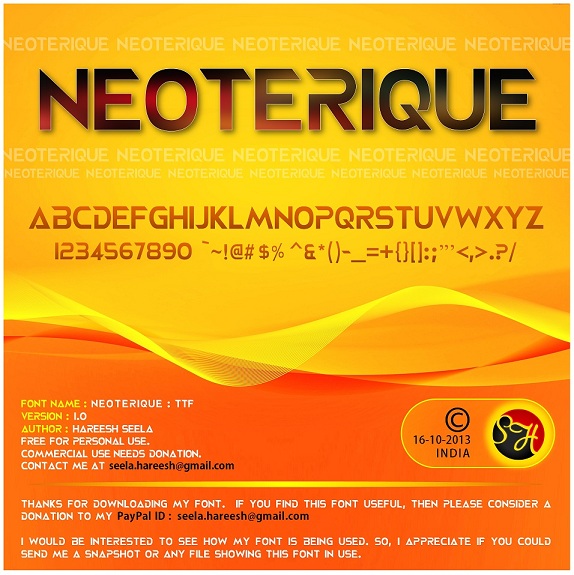 NEOTERIQUE NEOTERIQUE NEOTERIQUE NEOTERIQUE NEOTERIQUE
NEOTERIQUE
NEOTERIQUE NEOTERIQUE NEOTERIQUE NEOTERIQUE NEOTERIQUE
NEOTERIQUE NEOTERIQUE NEOTERIQUE NEOTERIQUE NEOTERIQUE NEOTERIQUE
ABCDEFGHIJKLMNOPQRSTUVWXYZ
1234567890 `~!@#$%^&*()-_=+{}[]:;"'<,>.?/
FONT NAME : NEOTERIQUE : TTF
VERSION : 1.0
AUTHOR : HAREESH SEELA
FREE FOR PERSONAL USE.
COMMERCIAL USE NEEDS DONATION.
CONTACT ME AT seela.hareesh@gmail.com
©
16-10-2013
INDIA
SH
THANKS FOR DOWNLOADING MY FONT. IF YOU FIND THIS FONT USEFUL, THEN PLEASE CONSIDER A
DONATION TO MY PayPal ID : seela.hareesh@gmail.com
I WOULD BE INTERESTED TO SEE HOW MY FONT IS BEING USED. SO, I APPRECIATE IF YOU COULD
SEND ME A SNAPSHOT OR ANY FILE SHOWING THIS FONT IN USE.